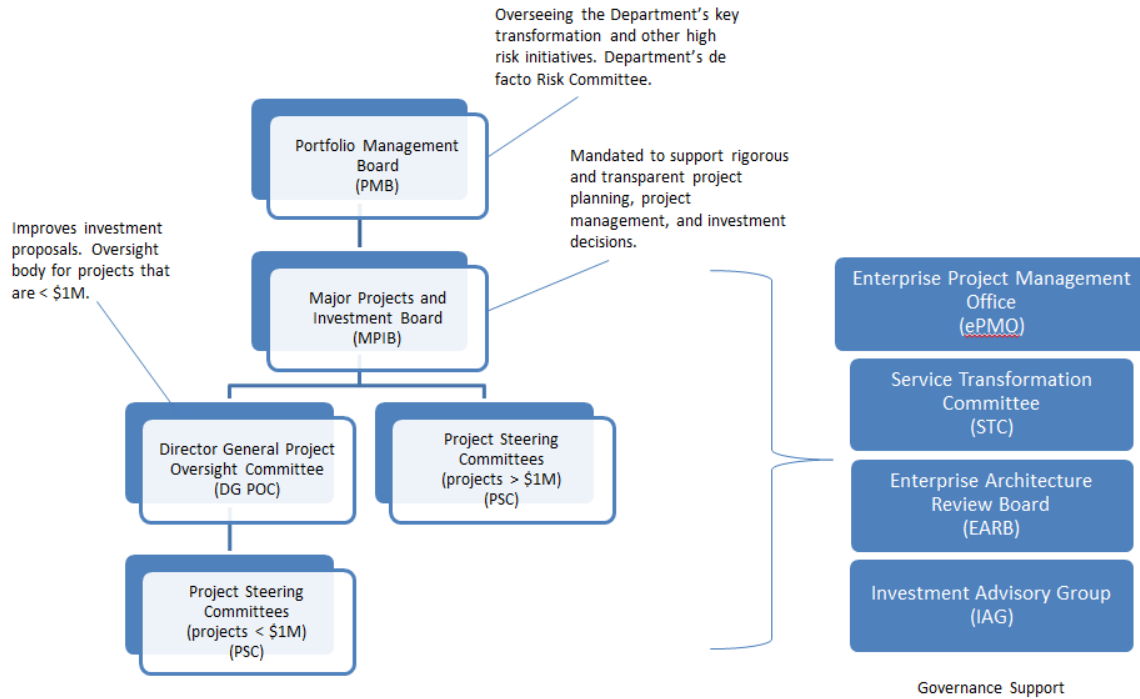 Overseeing the Department's key
transformation and other high
risk initiatives. Department's de
facto Risk Committee.
Portfolio Management
Board
(PMB)
Mandated to support rigorous
and transparent project
planning, project
management, and investment
decisions.
Improves investment
proposals. Oversight
body for projects that
are < $1M.
Major Projects and
Investment Board
(MPIB)
Director General Project
Oversight Committee
(DG POC)
Project Steering
Committees
(projects > $1M)
(PSC)
Project Steering
Committees
(projects < $1M)
(PSC)
Enterprise Project Management
Office
(ePMO)
Service Transformation
Committee
(STC)
Enterprise Architecture
Review Board
(EARB)
Investment Advisory Group
(IAG)
Governance Support